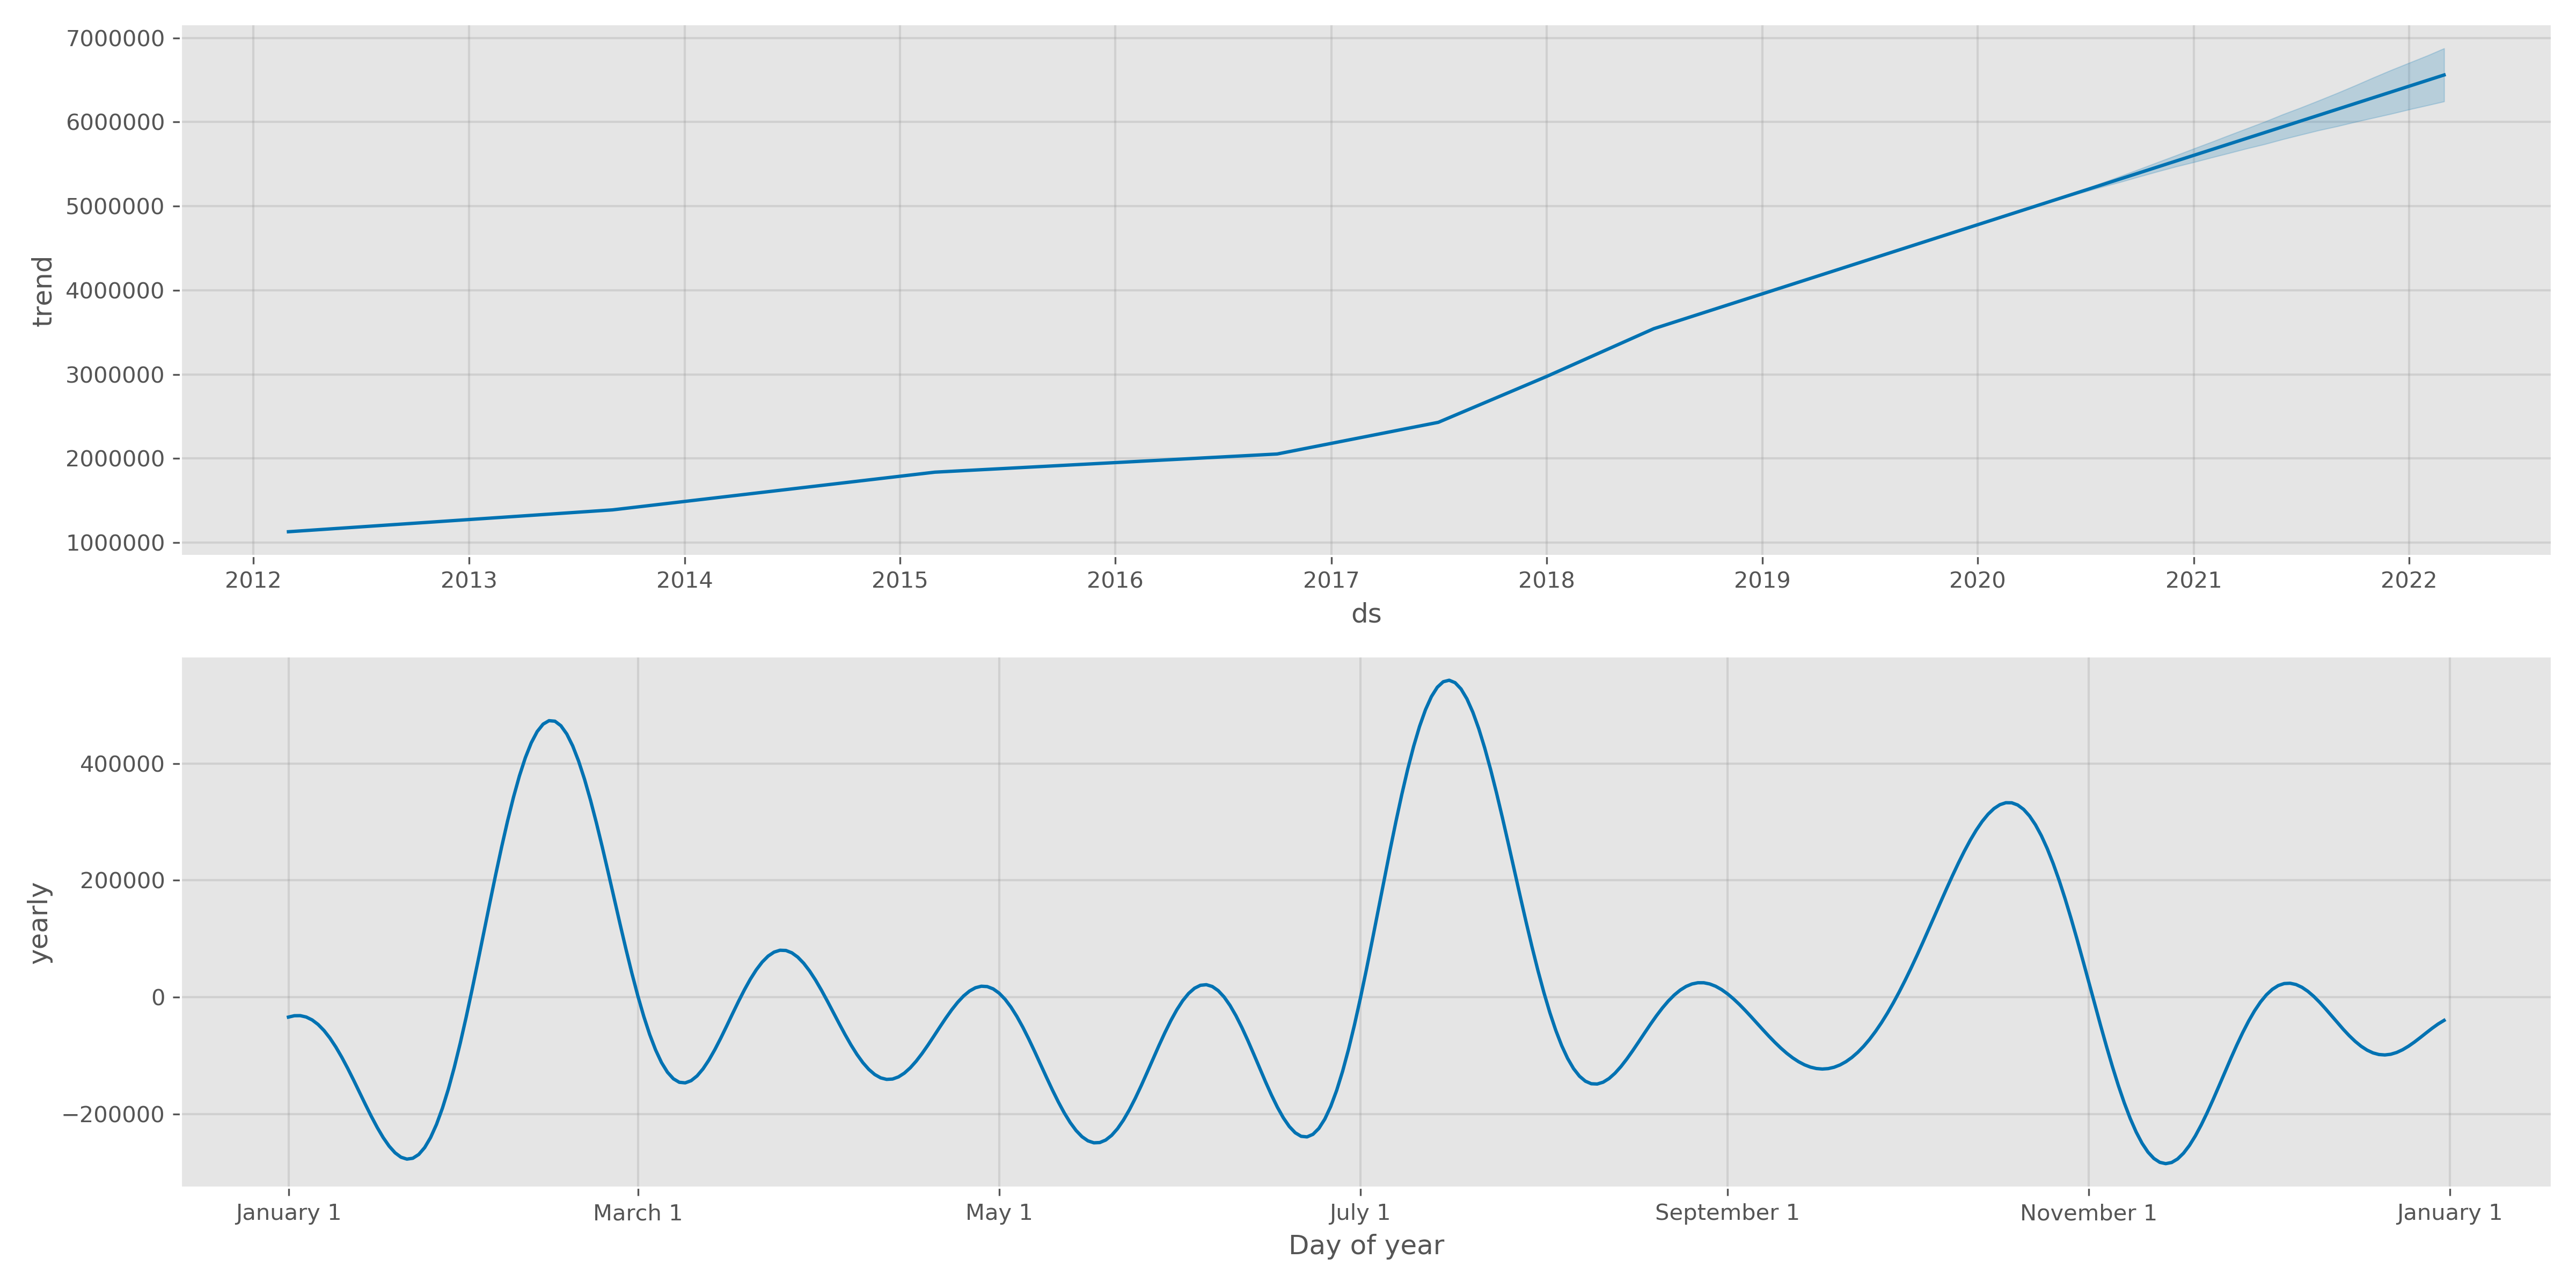 7000000
6000000
5000000
4000000
3000000
2000000
1000000
trend
2012 2013 2014 2015 2016 2017 2018 2019 2020 2021 2022
ds
400000
200000
0
−200000
yearly
January 1 March 1 May 1 July 1 September 1 November 1 January 1
Day of year